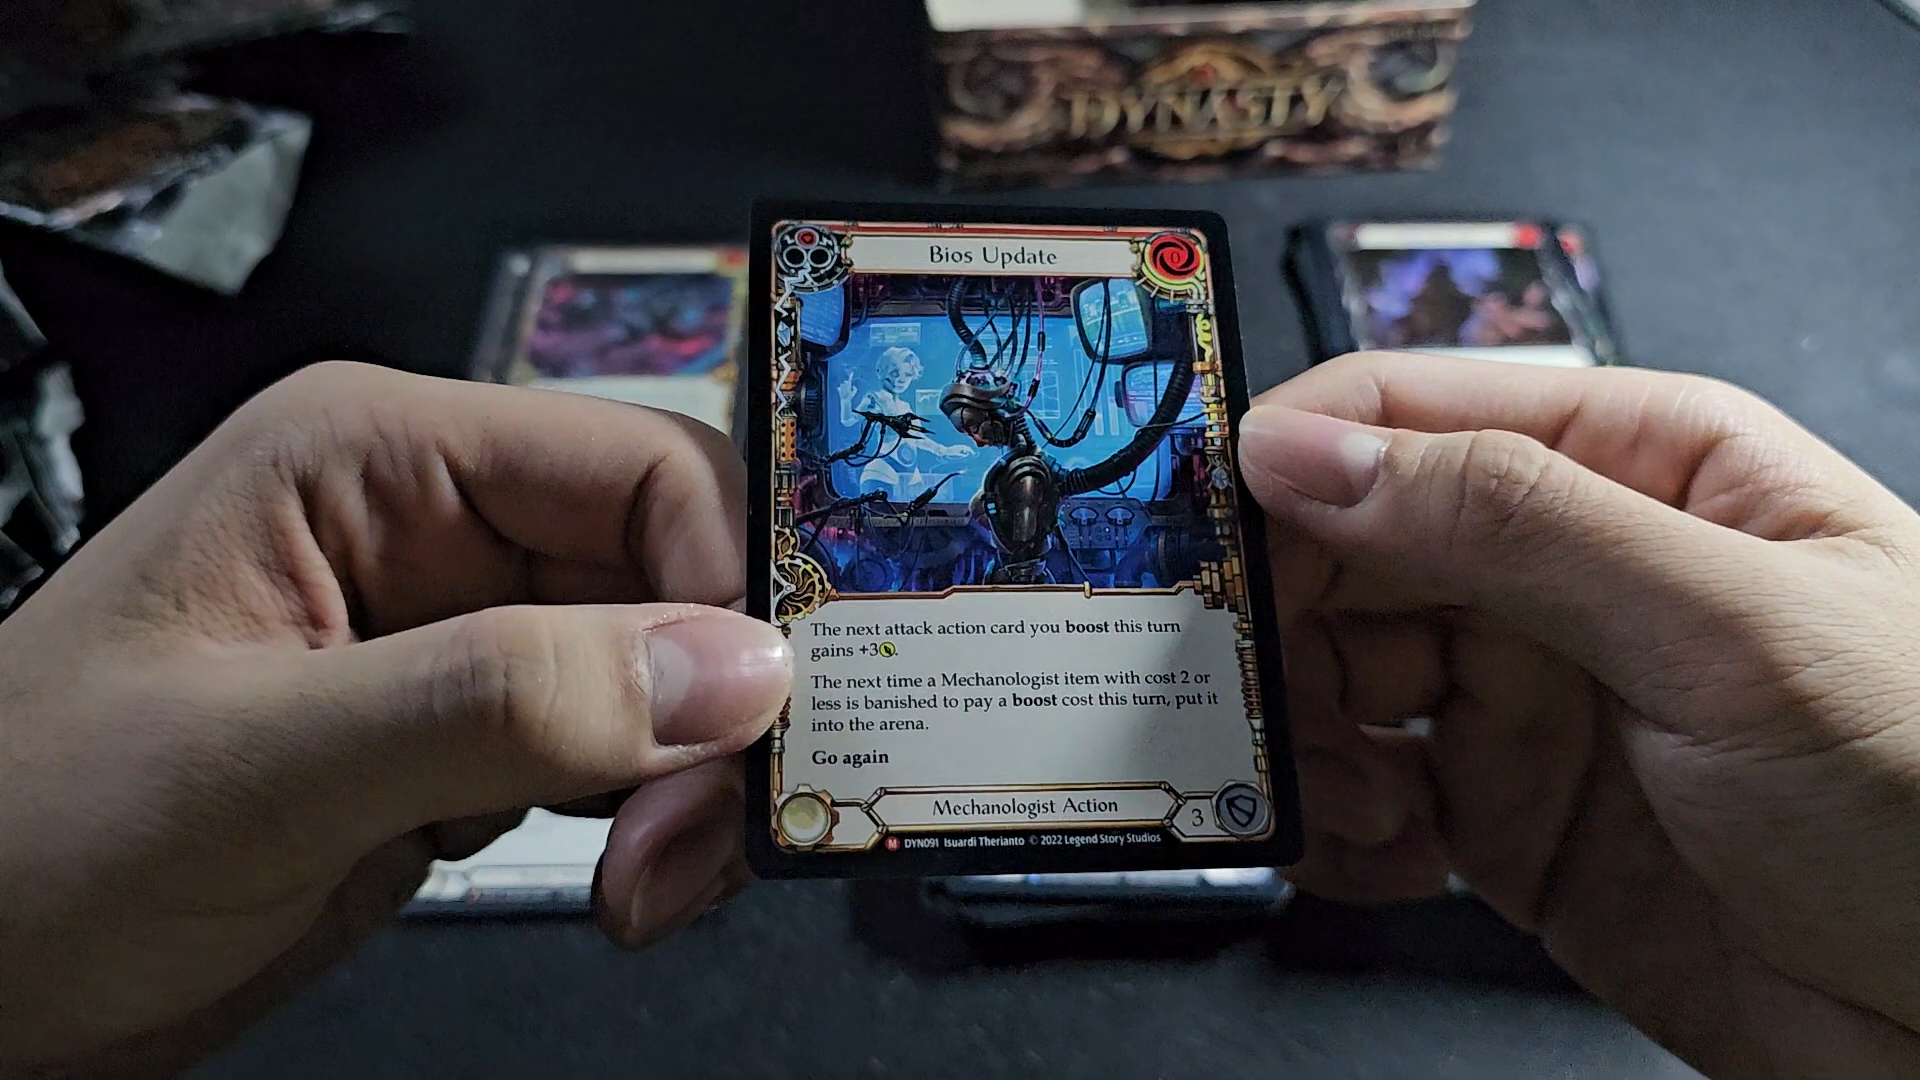 DYNASTY
Bios Update
0
The next attack action card you boost this turn
gains +3.
The next time a Mechanologist item with cost 2 or
less is banished to pay a boost cost this turn, put it
into the arena.
Go again
Mechanologist Action
3
M DYN091 Isuardi Therianto © 2022 Legend Story Studios